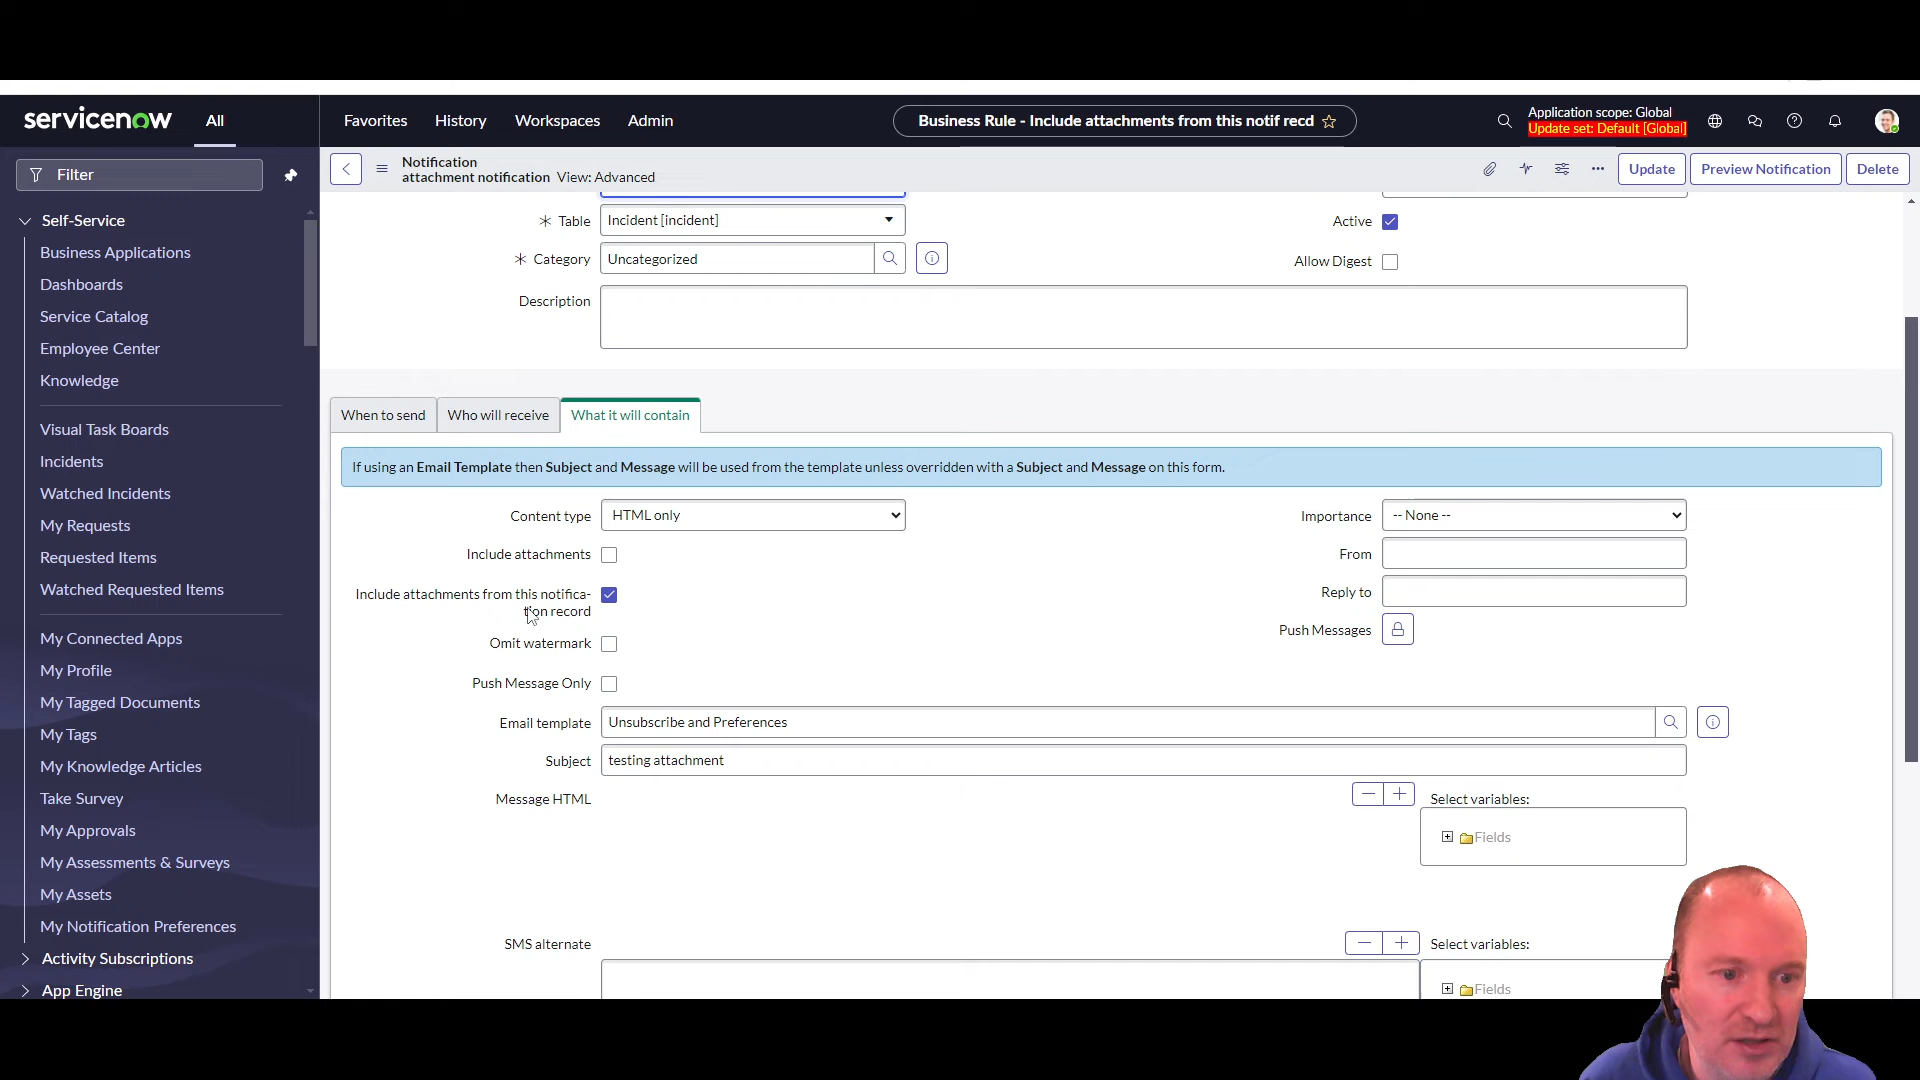 servicenow
All
Favorites
History
Workspaces
Admin
Business Rule - Include attachments from this notif recd
Application scope: Global
Update set: Default [Global]
Filter
Notification
attachment notification View: Advanced
Update
Preview Notification
Delete
Self-Service
Business Applications
Dashboards
Service Catalog
Employee Center
Knowledge
Visual Task Boards
Incidents
Watched Incidents
My Requests
Requested Items
Watched Requested Items
My Connected Apps
My Profile
My Tagged Documents
My Tags
My Knowledge Articles
Take Survey
My Approvals
My Assessments & Surveys
My Assets
My Notification Preferences
Activity Subscriptions
App Engine
Table
Incident [incident]
Active
Category
Uncategorized
Allow Digest
Description
When to send
Who will receive
What it will contain
If using an Email Template then Subject and Message will be used from the template unless overridden with a Subject and Message on this form.
Content type
HTML only
Importance
-- None --
Include attachments
From
Include attachments from this notifica-
tion record
Reply to
Omit watermark
Push Messages
Push Message Only
Email template
Unsubscribe and Preferences
Subject
testing attachment
Message HTML
Select variables:
Fields
SMS alternate
Select variables:
Fields